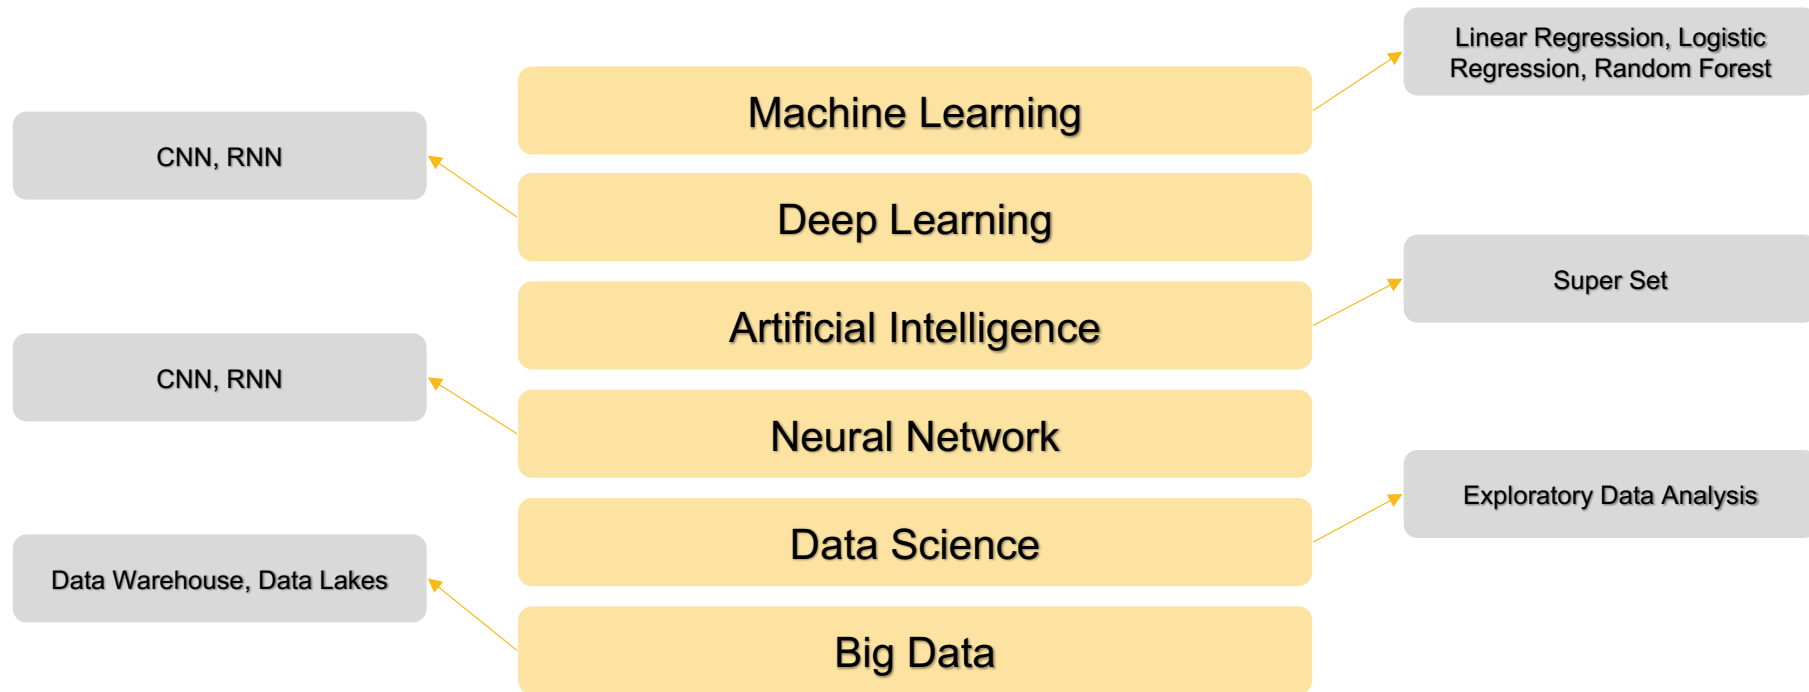 Linear Regression, Logistic
Regression, Random Forest
Machine Learning
CNN, RNN
Deep Learning
Super Set
Artificial Intelligence
CNN, RNN
Neural Network
Exploratory Data Analysis
Data Science
Data Warehouse, Data Lakes
Big Data